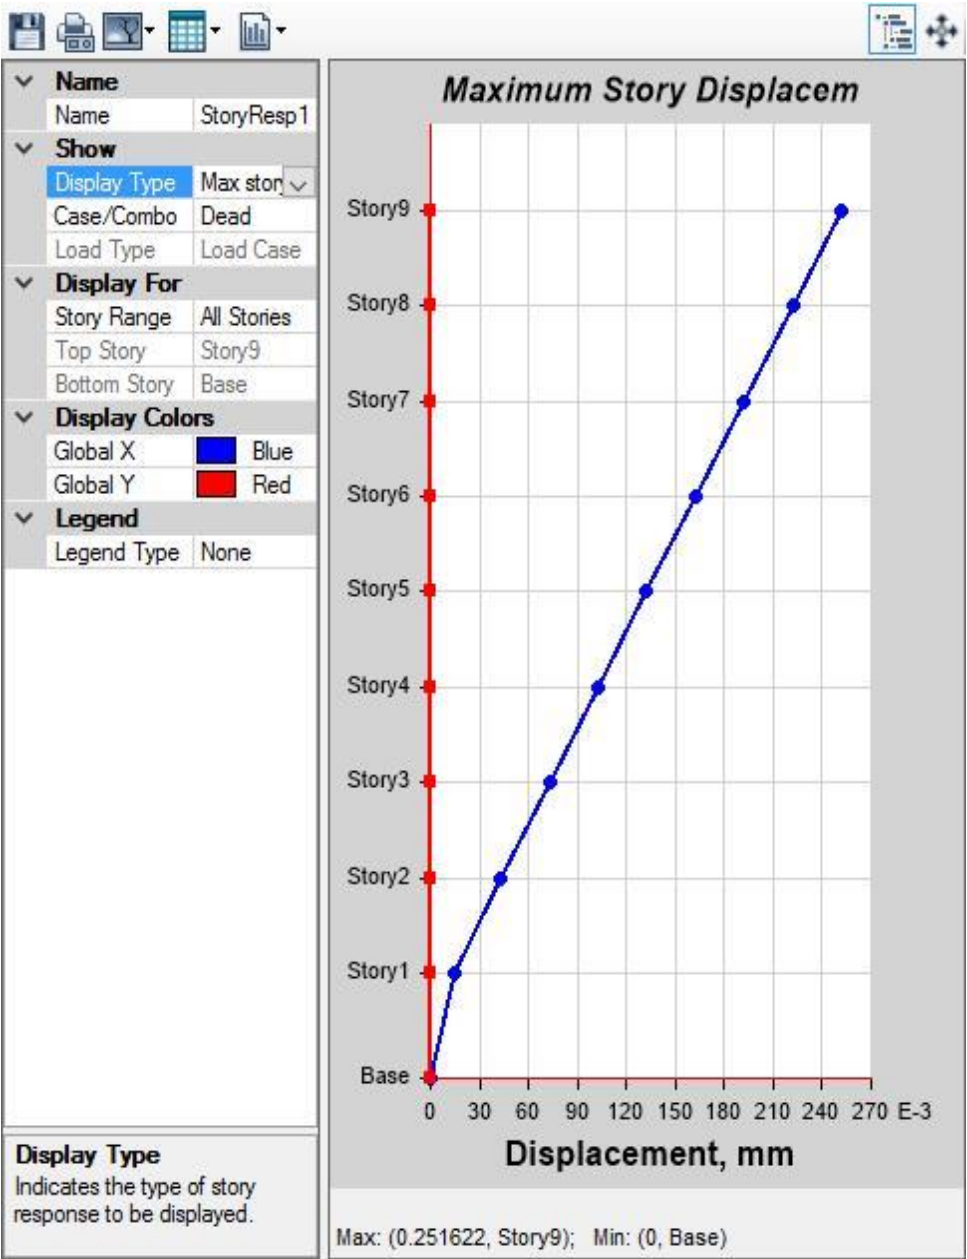 Name
Name StoryResp1
Show
Display Type Max stor
Case/Combo Dead
Load Type Load Case
Display For
Story Range All Stories
Top Story Story9
Bottom Story Base
Display Colors
Global X Blue
Global Y Red
Legend
Legend Type None
Display Type
Indicates the type of story
response to be displayed.
Maximum Story Displacem
Story9
Story8
Story7
Story6
Story5
Story4
Story3
Story2
Story1
Base
0 30 60 90 120 150 180 210 240 270 E-3
Displacement, mm
Max: (0.251622, Story9); Min: (0, Base)